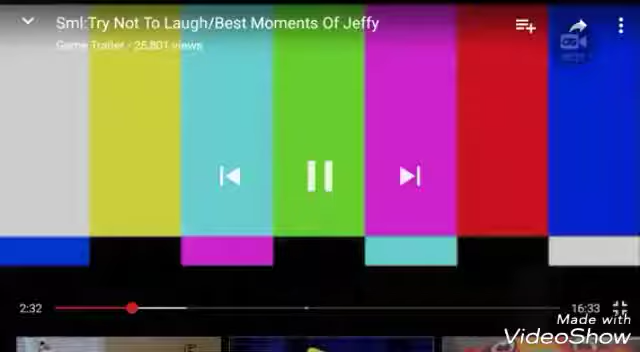 Sml:Try Not To Laugh/Best Moments Of Jeffy
Game Trailer · 25,801 views
2:32
16:33
Made with
VideoShow